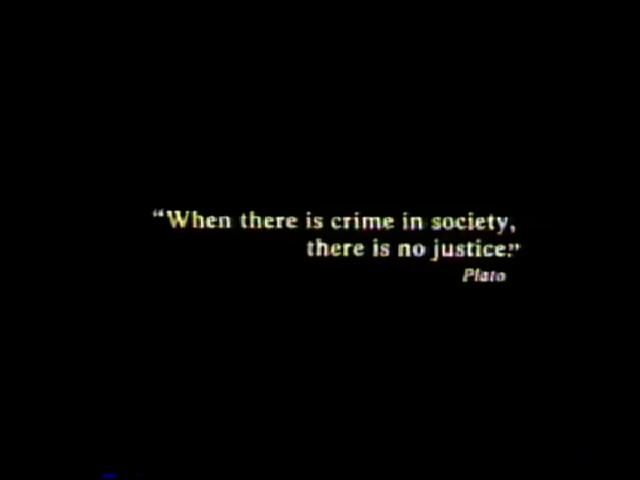 “When there is crime in society,
there is no justice.”
Plato